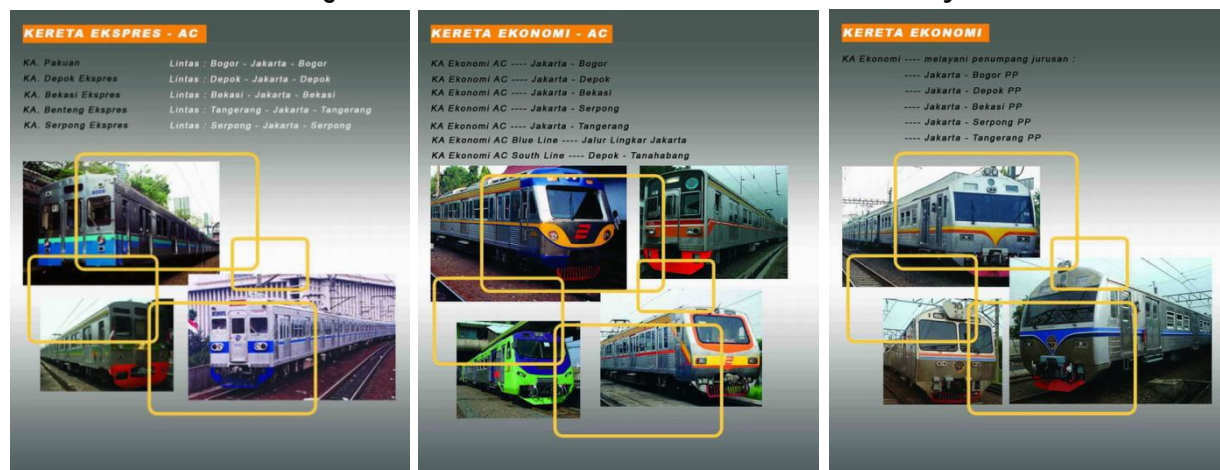 KERETA EKSPRES - AC
KA. Pakuan Lintas : Bogor - Jakarta - Bogor
KA. Depok Ekspres Lintas : Depok - Jakarta - Depok
KA. Bekasi Ekspres Lintas : Bekasi - Jakarta - Bekasi
KA. Benteng Ekspres Lintas : Tangerang - Jakarta - Tangerang
KA. Serpong Ekspres Lintas : Serpong - Jakarta - Serpong
KERETA EKONOMI - AC
KA Ekonomi AC ---- Jakarta - Bogor
KA Ekonomi AC ---- Jakarta - Depok
KA Ekonomi AC ---- Jakarta - Bekasi
KA Ekonomi AC ---- Jakarta - Serpong
KA Ekonomi AC ---- Jakarta - Tangerang
KA Ekonomi AC Blue Line ---- Jalur Lingkar Jakarta
KA Ekonomi AC South Line ---- Depok - Tanahabang
KERETA EKONOMI
KA Ekonomi ---- melayani penumpang jurusan :
---- Jakarta - Bogor PP
---- Jakarta - Depok PP
---- Jakarta - Bekasi PP
---- Jakarta - Serpong PP
---- Jakarta - Tangerang PP